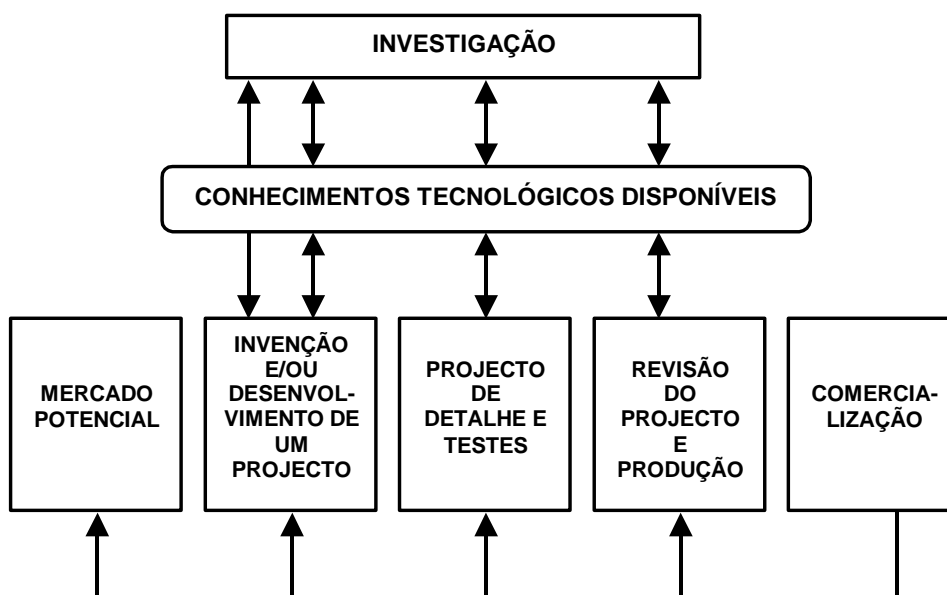 INVESTIGAÇÃO
CONHECIMENTOS TECNOLÓGICOS DISPONÍVEIS
MERCADO
POTENCIAL
INVENÇÃO
E/OU
DESENVOL-
VIMENTO DE
UM
PROJECTO
PROJECTO
DE
DETALHE E
TESTES
REVISÃO
DO
PROJECTO
E
PRODUÇÃO
COMERCIA-
LIZAÇÃO